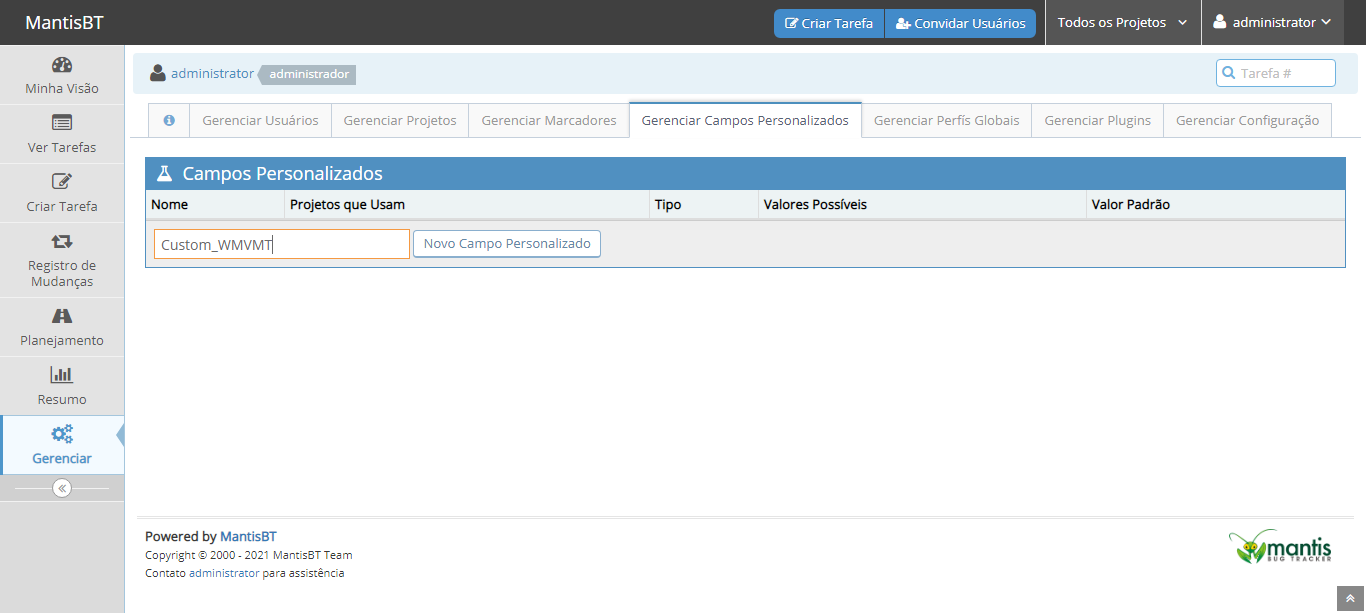 MantisBT
Criar Tarefa
Convidar Usuários
Todos os Projetos
administrator
Minha Visão
Ver Tarefas
Criar Tarefa
Registro de
Mudanças
Planejamento
Resumo
Gerenciar
administrator administrador
Tarefa #
Gerenciar Usuários
Gerenciar Projetos
Gerenciar Marcadores
Gerenciar Campos Personalizados
Gerenciar Perfís Globais
Gerenciar Plugins
Gerenciar Configuração
Campos Personalizados
Nome Projetos que Usam Tipo Valores Possíveis Valor Padrão
Custom_WMVMT
Novo Campo Personalizado
Powered by MantisBT
Copyright © 2000 - 2021 MantisBT Team
Contato administrator para assistência
mantis
BUG TRACKER